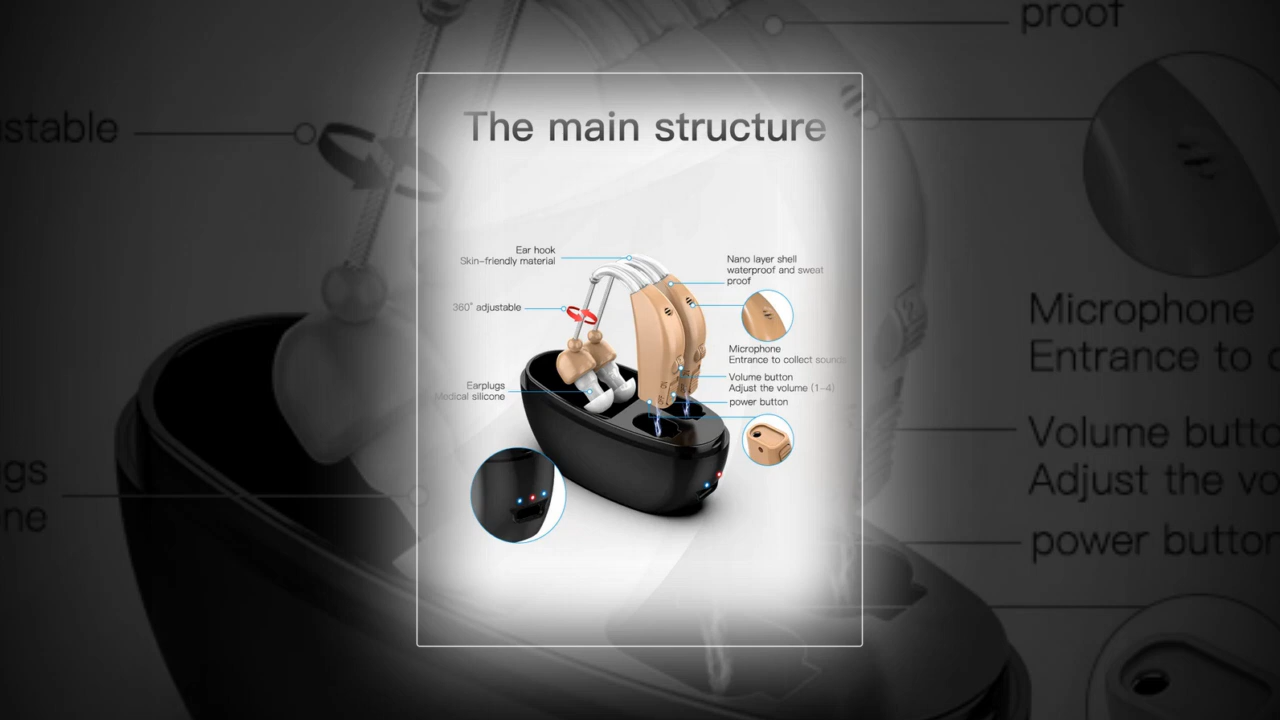 The main structure
Ear hook
Skin-friendly material
360° adjustable
Earplugs
Medical silicone
Nano layer shell
waterproof and sweat
proof
Microphone
Entrance to collect sounds
Volume button
Adjust the volume (1-4)
power button
proof
stable
Microphone
Entrance to
Volume butto
Adjust the vo
power button
gs
ne